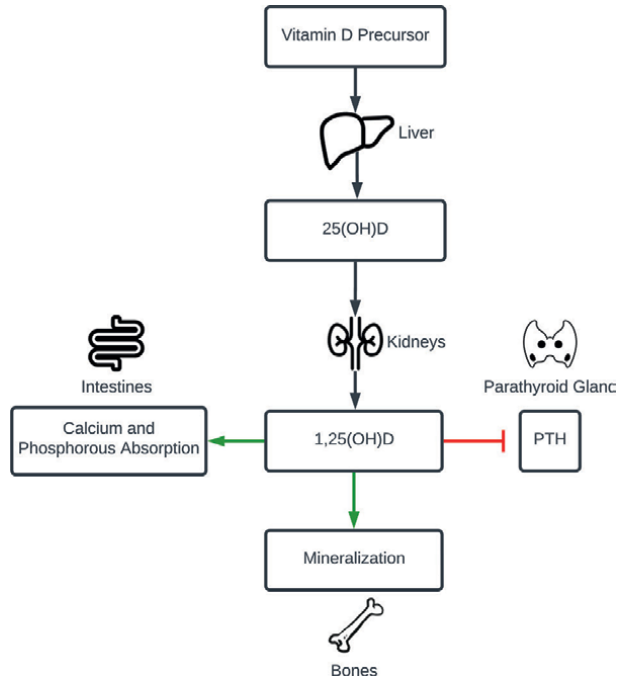 Vitamin D Precursor
Liver
25(OH)D
Kidneys
Intestines
Parathyroid Glanc
Calcium and
Phosphorous Absorption
1,25(OH)D
PTH
Mineralization
Bones